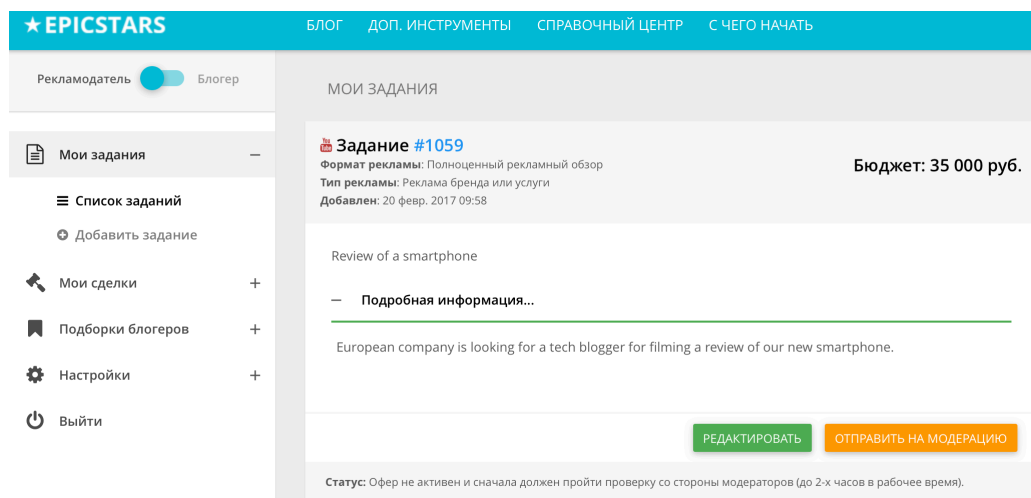 ★EPICSTARS
БЛОГ ДОП. ИНСТРУМЕНТЫ СПРАВОЧНЫЙ ЦЕНТР С ЧЕГО НАЧАТЬ
Рекламодатель Блогер
МОИ ЗАДАНИЯ
Мои задания −
Список заданий
Добавить задание
Мои сделки +
Подборки блогеров +
Настройки +
Выйти
You Tube Задание #1059
Формат рекламы: Полноценный рекламный обзор
Тип рекламы: Реклама бренда или услуги
Добавлен: 20 февр. 2017 09:58
Бюджет: 35 000 руб.
Review of a smartphone
− Подробная информация...
European company is looking for a tech blogger for filming a review of our new smartphone.
РЕДАКТИРОВАТЬ ОТПРАВИТЬ НА МОДЕРАЦИЮ
Статус: Офер не активен и сначала должен пройти проверку со стороны модераторов (до 2-х часов в рабочее время).